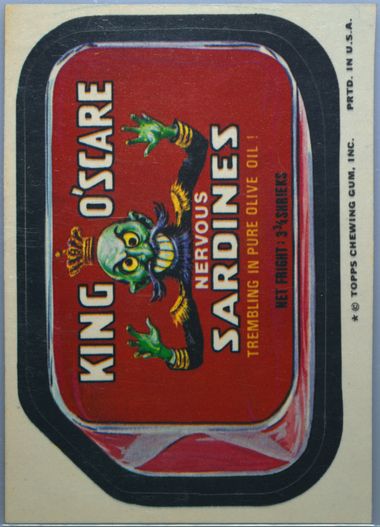 KING O'SCARE
NERVOUS
SARDINES
TREMBLING IN PURE OLIVE OIL!
NET FRIGHT: 3¾ SHRIEKS
★ © TOPPS CHEWING GUM, INC. PRTD. IN U.S.A.